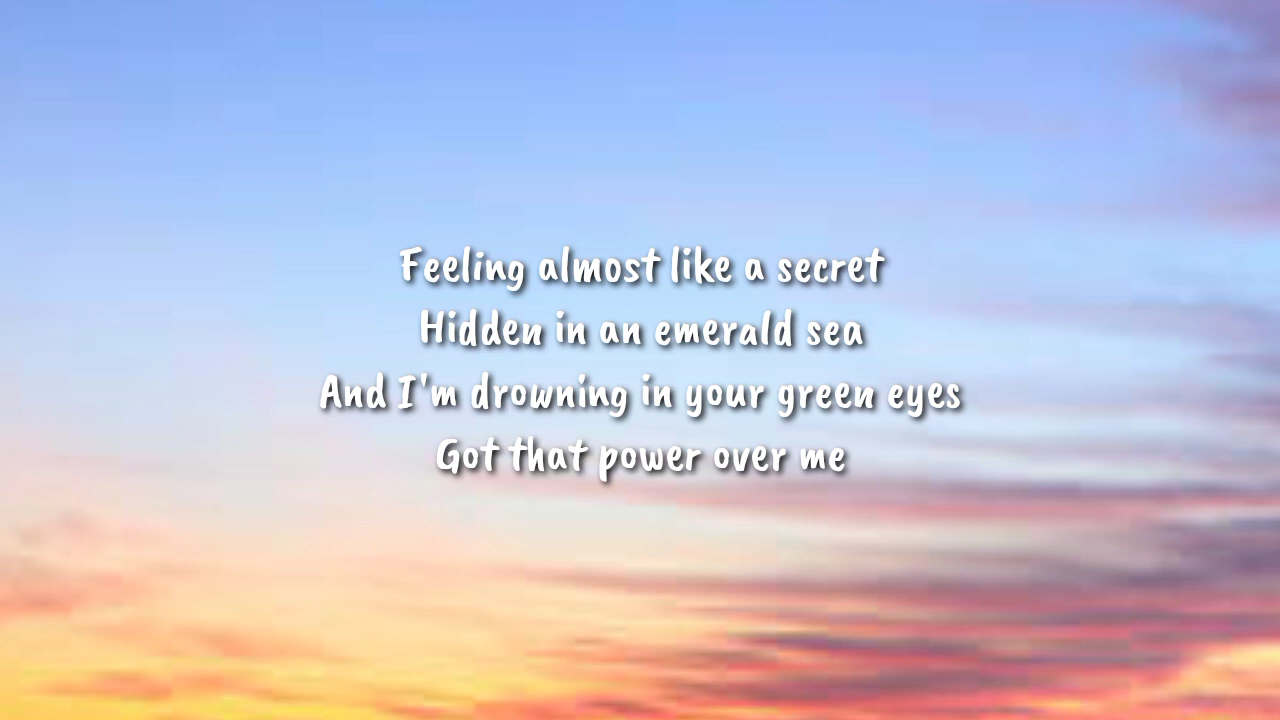 Feeling almost like a secret
Hidden in an emerald sea
And I'm drowning in your green eyes
Got that power over me